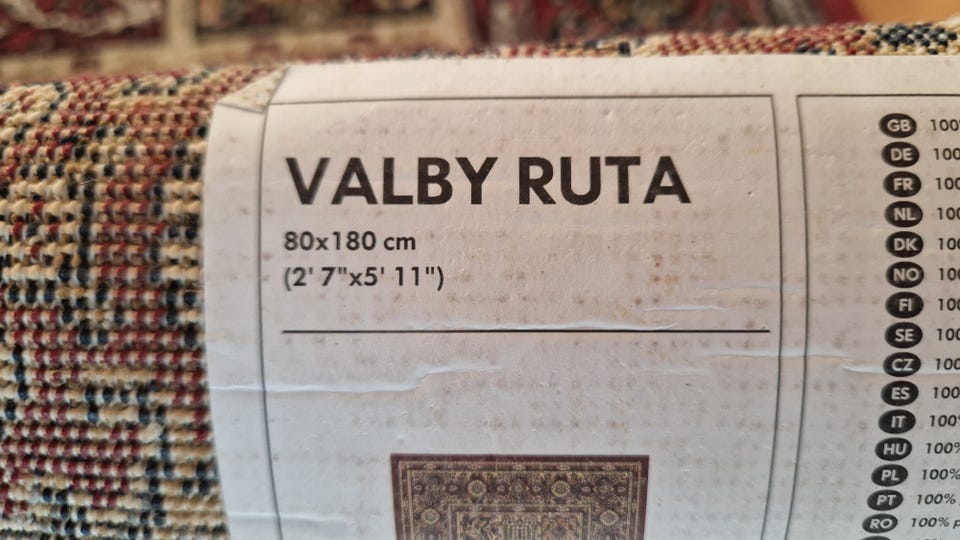 VALBY RUTA
80x180 cm
(2' 7"x5' 11")
GB 100%
DE 100
FR 100
NL 100
DK 100
NO 100
FI 100
SE 100
CZ 100
ES 100
IT 100%
HU 100%
PL 100%
PT 100%
RO 100% p